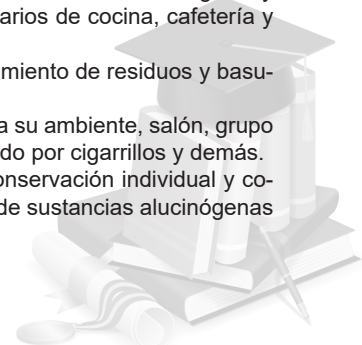 arios de cocina, cafetería y
miento de residuos y basu-
a su ambiente, salón, grupo
do por cigarrillos y demás.
onservación individual y co-
de sustancias alucinógenas